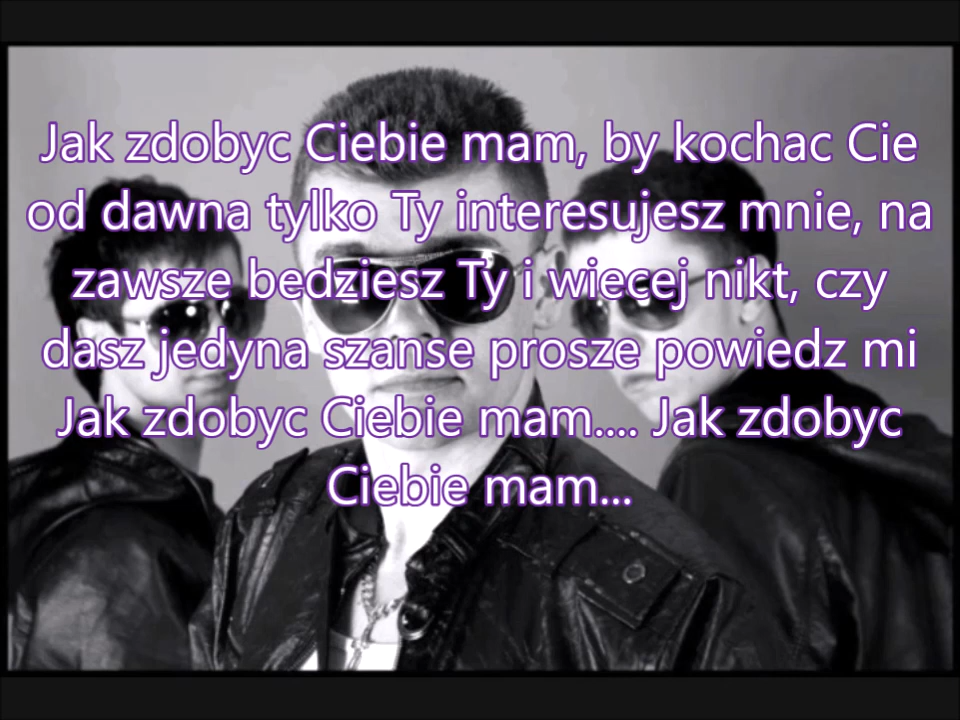 Jak zdobyc Ciebie mam, by kochac Cie
od dawna tylko Ty interesujesz mnie, na
zawsze bedziesz Ty i wiecej nikt, czy
dasz jedyna szanse prosze powiedz mi
Jak zdobyc Ciebie mam.... Jak zdobyc
Ciebie mam...